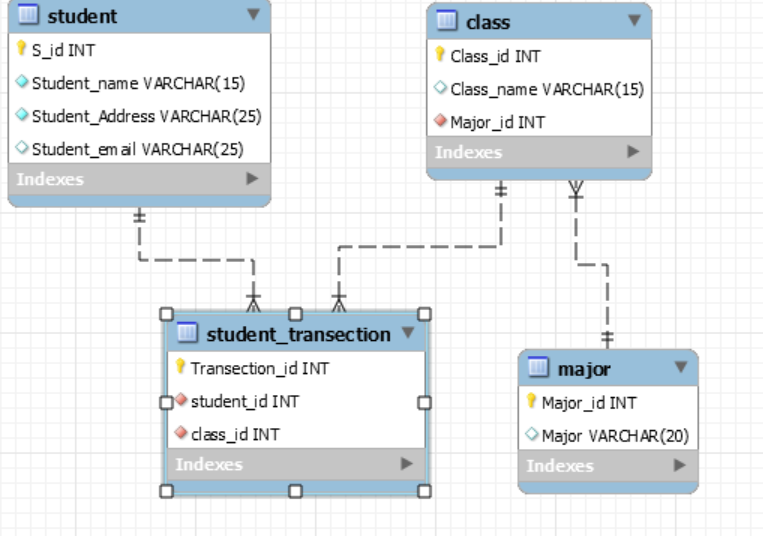 student
S_id INT
Student_name VARCHAR(15)
Student_Address VARCHAR(25)
Student_email VARCHAR(25)
Indexes
class
Class_id INT
Class_name VARCHAR(15)
Major_id INT
Indexes
student_transection
Transection_id INT
student_id INT
class_id INT
Indexes
major
Major_id INT
Major VARCHAR(20)
Indexes